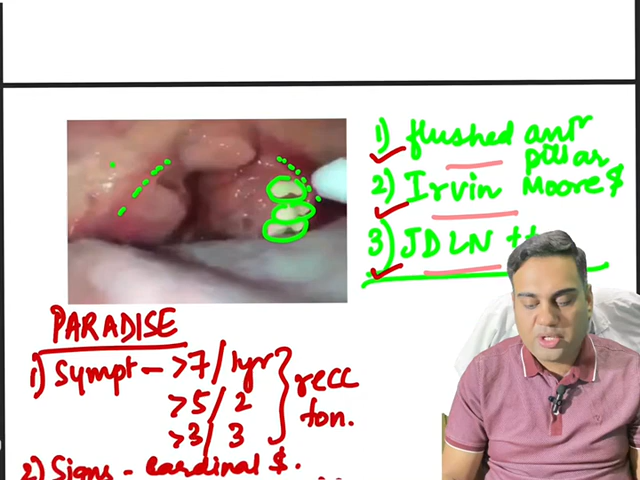 1) flushed antr
pillar
2) Irvin Moore $
3) JDLN tt
PARADISE
1) Sympt - >7/1yr
>5/2
>3/3
recc
ton.
2) Signs - cardinal $.